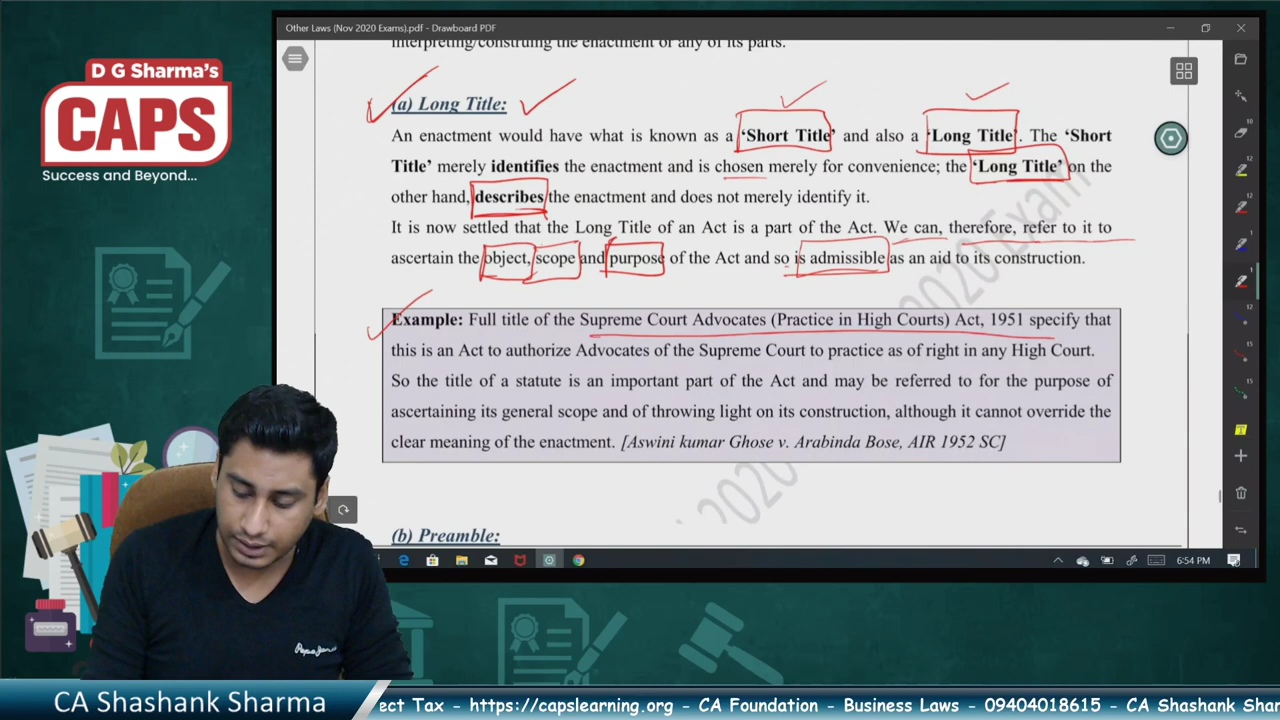 Other Laws (Nov 2020 Exams).pdf - Drawboard PDF
D G Sharma's
CAPS
Success and Beyond...
interpreting/construing the enactment or any of its parts.
(a) Long Title:
An enactment would have what is known as a 'Short Title' and also a 'Long Title'. The 'Short
Title' merely identifies the enactment and is chosen merely for convenience; the 'Long Title' on the
other hand, describes the enactment and does not merely identify it.
It is now settled that the Long Title of an Act is a part of the Act. We can, therefore, refer to it to
ascertain the object, scope and purpose of the Act and so is admissible as an aid to its construction.
Example: Full title of the Supreme Court Advocates (Practice in High Courts) Act, 1951 specify that
this is an Act to authorize Advocates of the Supreme Court to practice as of right in any High Court.
So the title of a statute is an important part of the Act and may be referred to for the purpose of
ascertaining its general scope and of throwing light on its construction, although it cannot override the
clear meaning of the enactment. [Aswini kumar Ghose v. Arabinda Bose, AIR 1952 SC]
2020 Exam
2020
(b) Preamble:
6:54 PM
Pepe Jeans
CA Shashank Sharma
ect Tax - https://capslearning.org - CA Foundation - Business Laws - 09404018615 - CA Shashank Shar